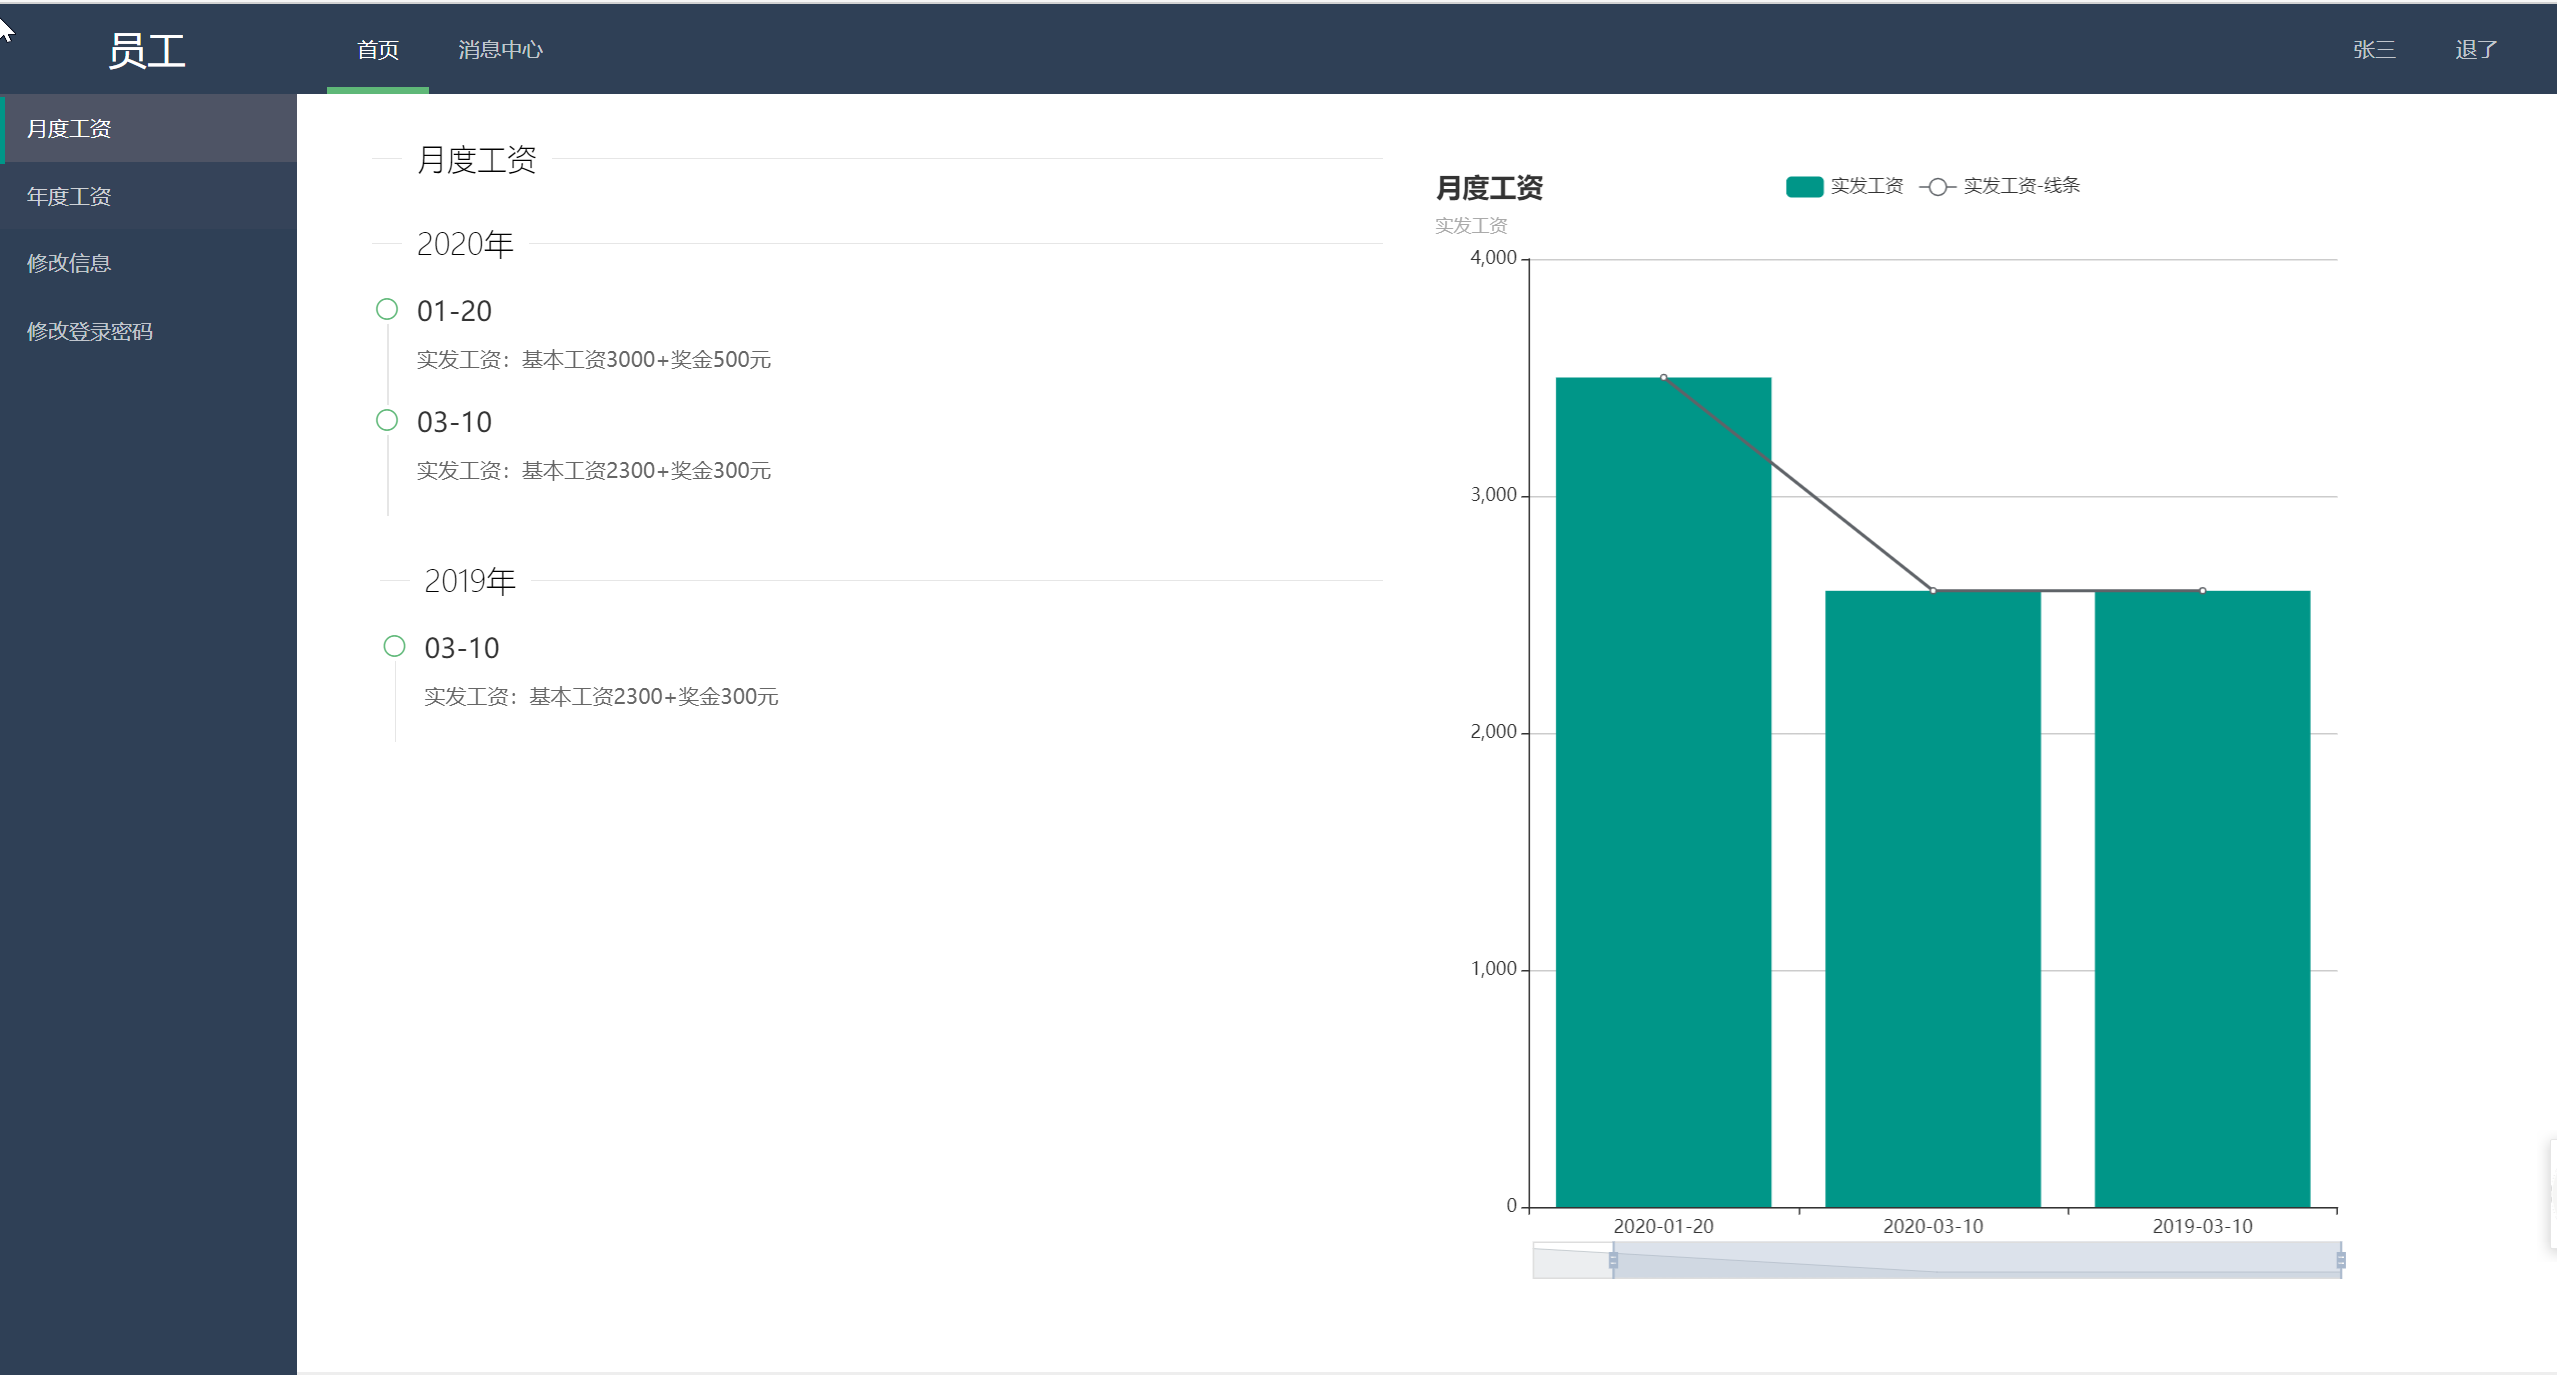 员工
首页
消息中心
张三
退了
月度工资
年度工资
修改信息
修改登录密码
月度工资
2020年
01-20
实发工资：基本工资3000+奖金500元
03-10
实发工资：基本工资2300+奖金300元
2019年
03-10
实发工资：基本工资2300+奖金300元
月度工资
实发工资
实发工资
实发工资-线条
4,000
3,000
2,000
1,000
0
2020-01-20
2020-03-10
2019-03-10